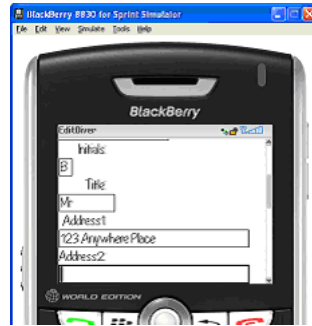 BlackBerry 8830 for Sprint Simulator
File Edit View Simulate Tools Help
BlackBerry
EditDiver
Initials:
B
Title:
Mr
Address1:
123 Anywhere Place
Address2:
WORLD EDITION